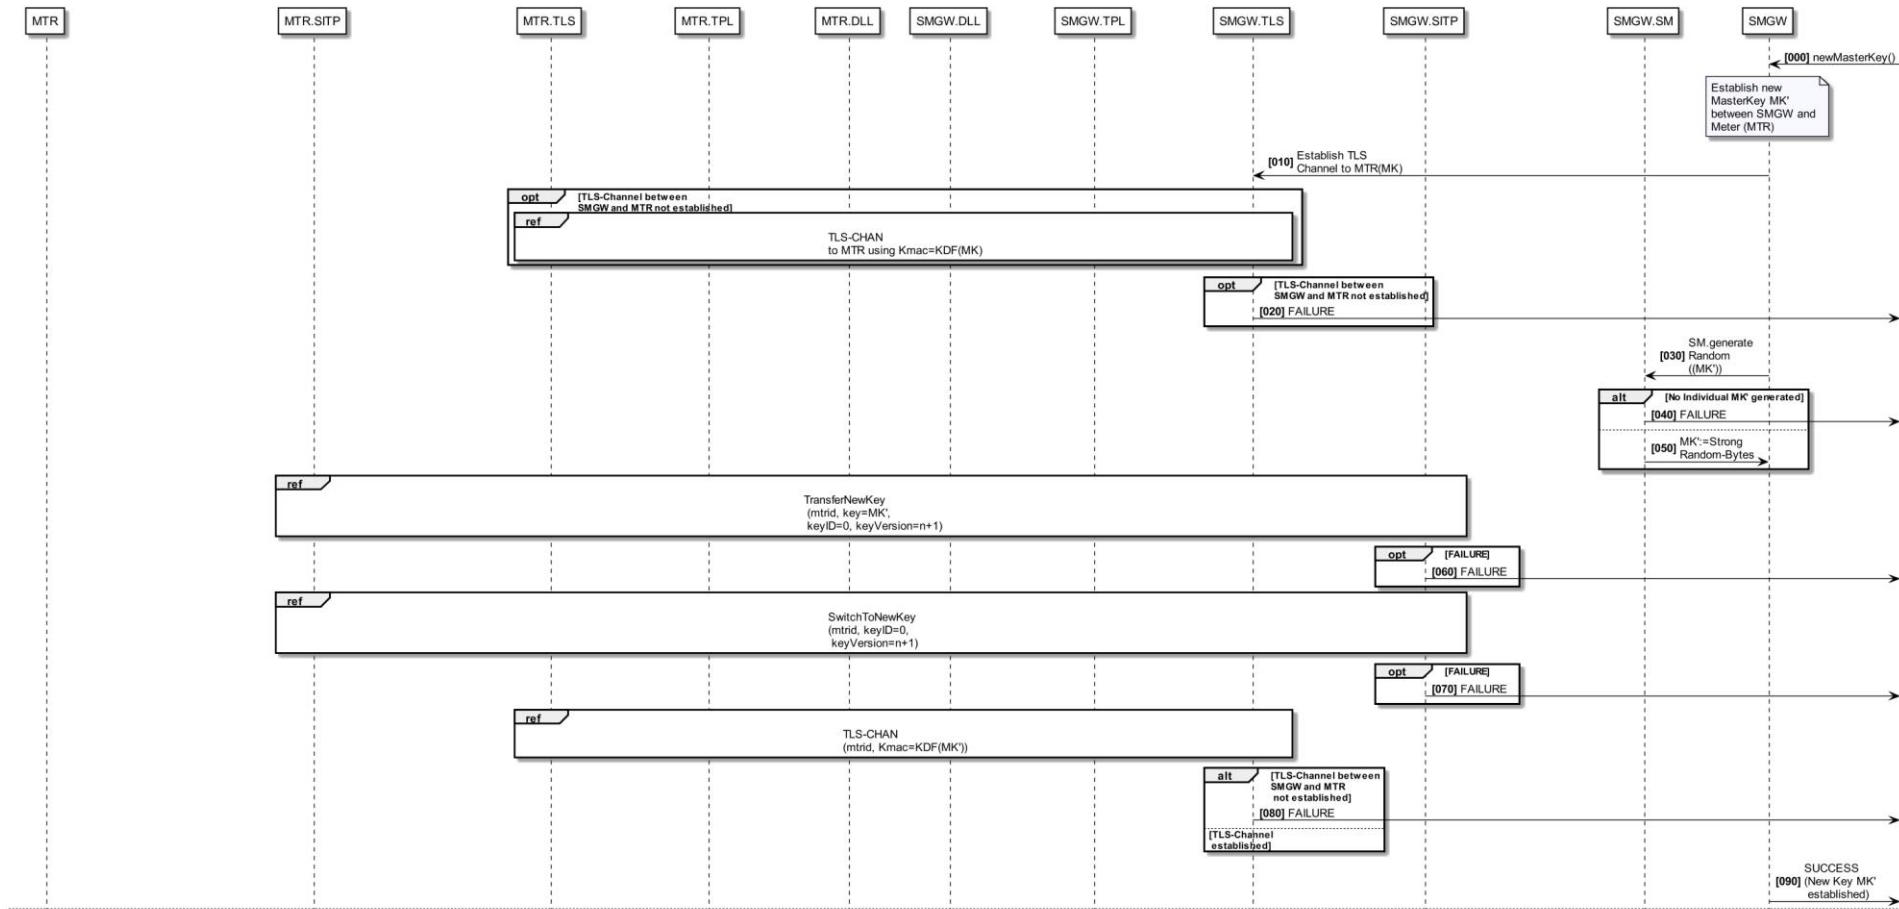 MTR
MTR.SITP
MTR.TLS
MTR.TPL
MTR.DLL
SMGW.DLL
SMGW.TPL
SMGW.TLS
SMGW.SITP
SMGW.SM
SMGW
[000] newMasterKey()
Establish new
MasterKey MK'
between SMGW and
Meter (MTR)
[010] Establish TLS
Channel to MTR(MK)
opt [TLS-Channel between
SMGW and MTR not established]
ref
TLS-CHAN
to MTR using Kmac=KDF(MK)
opt [TLS-Channel between
SMGW and MTR not established]
[020] FAILURE
SM.generate
[030] Random
((MK'))
alt [No Individual MK' generated]
[040] FAILURE
[050] MK':=Strong
Random-Bytes
ref
TransferNewKey
(mtrid, key=MK',
keyID=0, keyVersion=n+1)
opt [FAILURE]
[060] FAILURE
ref
SwitchToNewKey
(mtrid, keyID=0,
keyVersion=n+1)
opt [FAILURE]
[070] FAILURE
ref
TLS-CHAN
(mtrid, Kmac=KDF(MK'))
alt [TLS-Channel between
SMGW and MTR
not established]
[080] FAILURE
[TLS-Channel
established]
SUCCESS
[090] (New Key MK'
established)